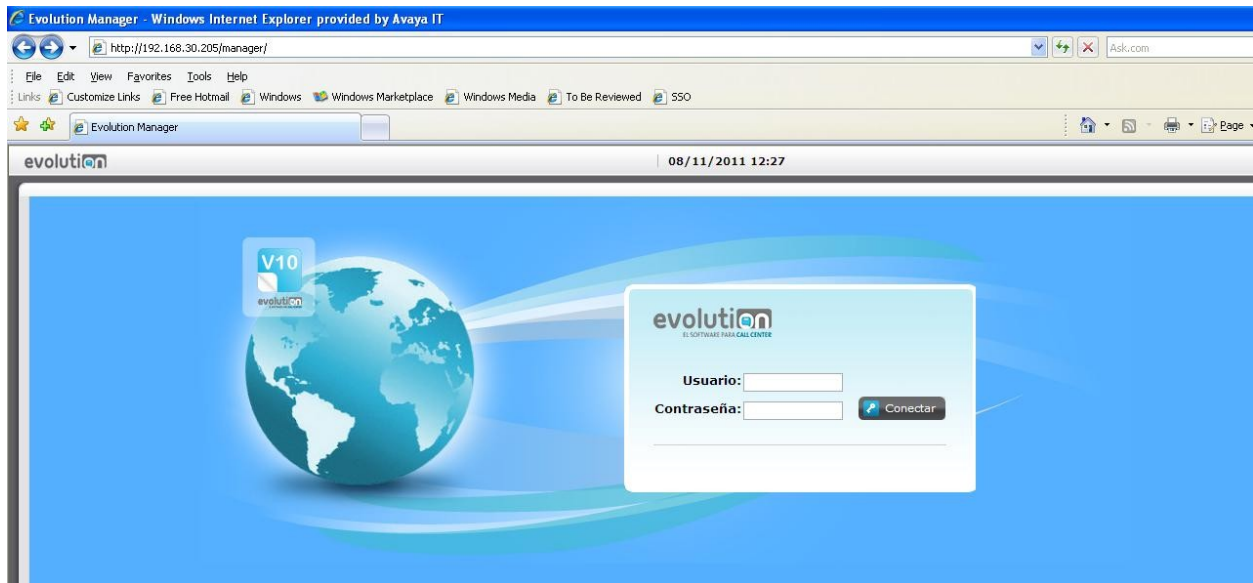 Evolution Manager - Windows Internet Explorer provided by Avaya IT
http://192.168.30.205/manager/
Ask.com
File Edit View Favorites Tools Help
Links Customize Links Free Hotmail Windows Windows Marketplace Windows Media To Be Reviewed SSO
Evolution Manager
Page
evolution
08/11/2011 12:27
V10
evolution
evolution
EL SOFTWARE PARA CALL CENTER
Usuario:
Contraseña:
Conectar